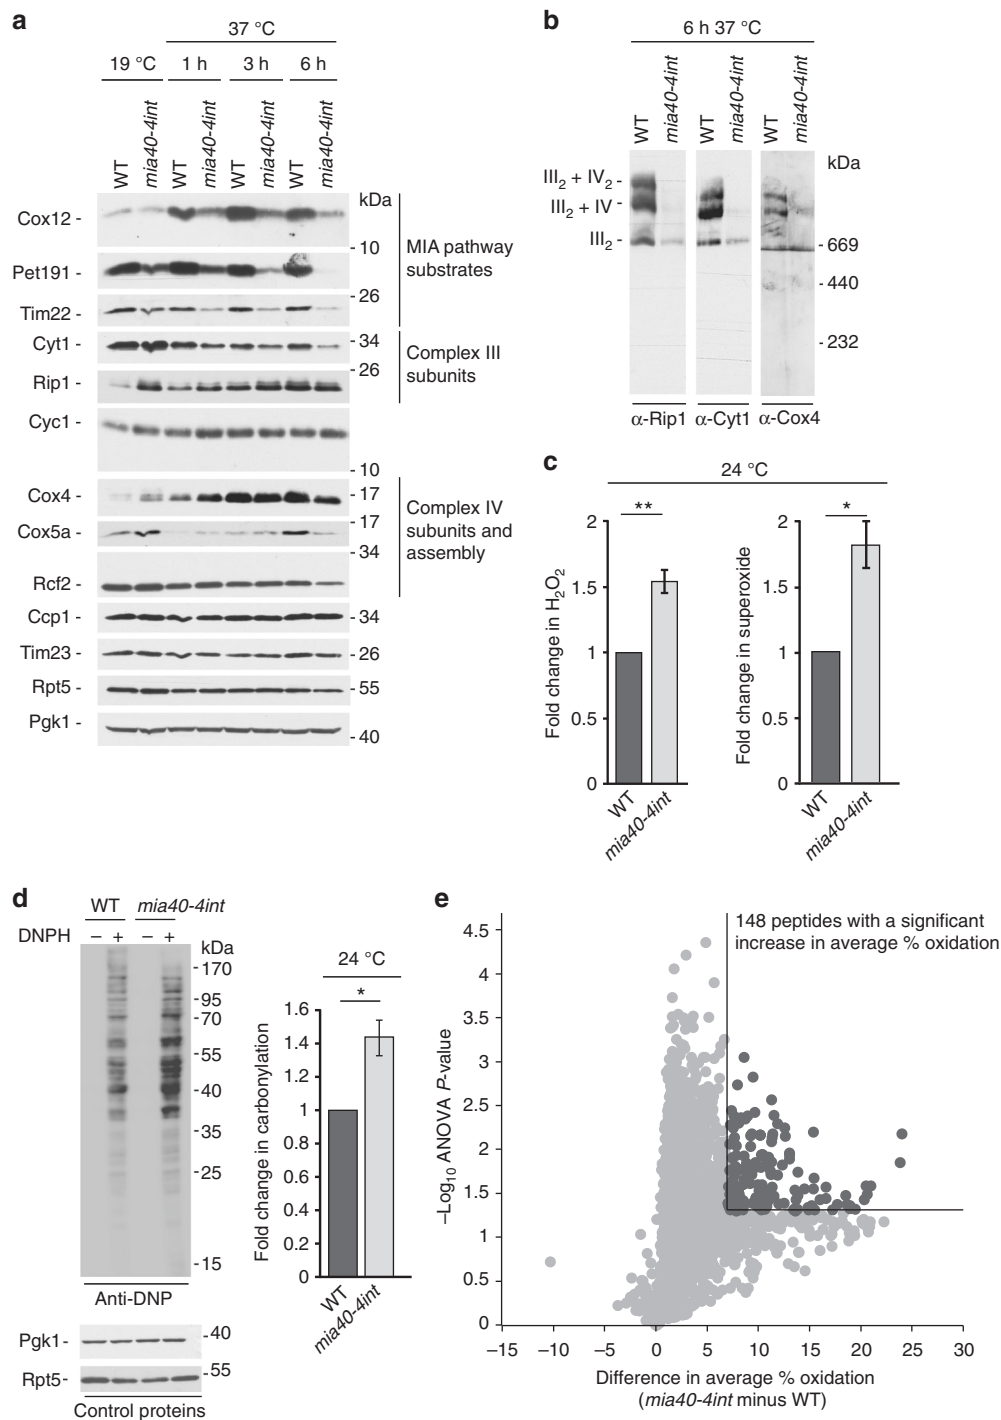 a
37 °C
19 °C 1 h 3 h 6 h
WT mia40-4int WT mia40-4int WT mia40-4int WT mia40-4int
kDa
Cox12 -
- 10
MIA pathway
substrates
Pet191 -
- 26
Tim22 -
Cyt1 -
- 34
Complex III
subunits
- 26
Rip1 -
Cyc1 -
- 10
Cox4 -
- 17
Complex IV
subunits and
assembly
- 17
Cox5a -
- 34
Rcf2 -
Ccp1 -
- 34
Tim23 -
- 26
Rpt5 -
- 55
Pgk1 -
- 40
b
6 h 37 °C
WT mia40-4int WT mia40-4int WT mia40-4int
kDa
III2 + IV2 -
III2 + IV -
III2 -
- 669
- 440
- 232
α-Rip1 α-Cyt1 α-Cox4
c
24 °C
**
2
1.5
1
0.5
0
Fold change in H2O2
WT
mia40-4int
*
2
1.5
1
0.5
0
Fold change in superoxide
WT
mia40-4int
d
WT mia40-4int
DNPH – + – +
kDa
-170
-95
-70
-55
-40
-35
-25
-15
Anti-DNP
Pgk1-
-40
Rpt5-
-55
Control proteins
24 °C
*
1.6
1.4
1.2
1
0.8
0.6
0.4
0.2
0
Fold change in carbonylation
WT
mia40-4int
e
148 peptides with a significant
increase in average % oxidation
4.5
4
3.5
3
2.5
2
1.5
1
0.5
0
–Log10 ANOVA P-value
–15 –10 –5 0 5 10 15 20 25 30
Difference in average % oxidation
(mia40-4int minus WT)